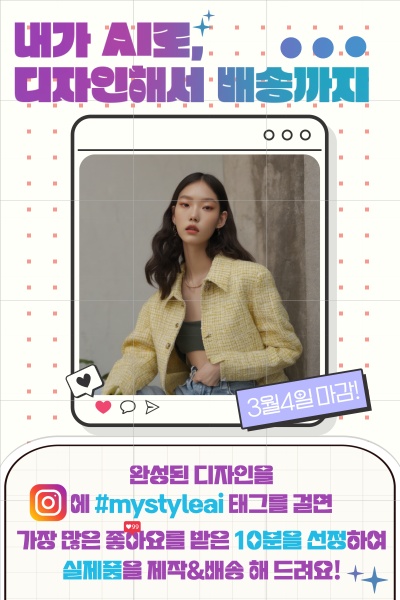 내가 AI로,
디자인해서 배송까지
3월4일 마감!
완성된 디자인을
에 #mystyleai 태그를 걸면
99
가장 많은 좋아요를 받은 10분을 선정하여
실제품을 제작&배송 해 드려요!